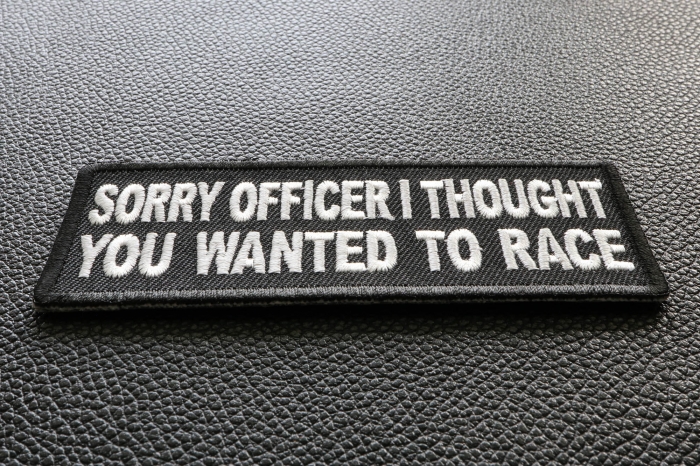 SORRY OFFICER I THOUGHT
YOU WANTED TO RACE